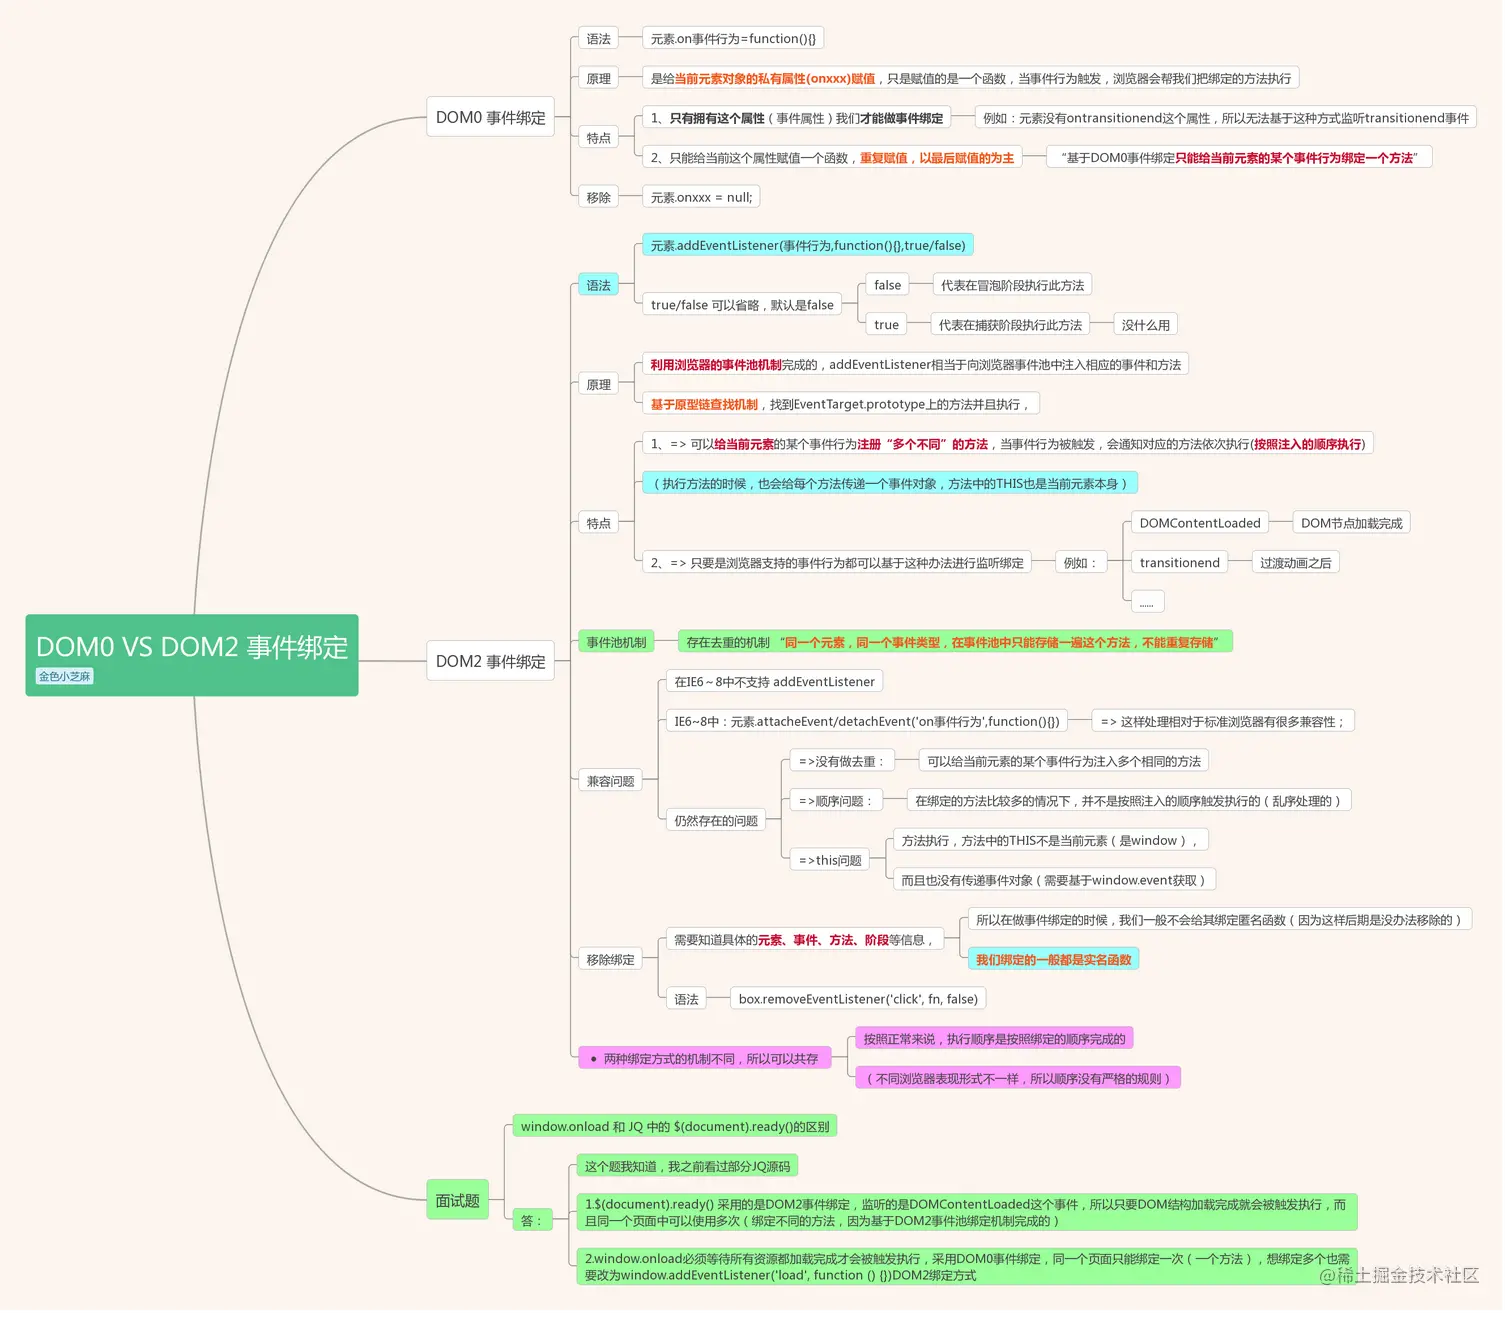 DOM0 VS DOM2 事件绑定
金色小芝麻
DOM0 事件绑定
语法
元素.on事件行为=function(){}
原理
是给当前元素对象的私有属性(onxxx)赋值，只是赋值的是一个函数，当事件行为触发，浏览器会帮我们把绑定的方法执行
特点
1、只有拥有这个属性（事件属性）我们才能做事件绑定
例如：元素没有ontransitionend这个属性，所以无法基于这种方式监听transitionend事件
2、只能给当前这个属性赋值一个函数，重复赋值，以最后赋值的为主
“基于DOM0事件绑定只能给当前元素的某个事件行为绑定一个方法”
移除
元素.onxxx = null;
DOM2 事件绑定
语法
元素.addEventListener(事件行为,function(){},true/false)
true/false 可以省略，默认是false
false
代表在冒泡阶段执行此方法
true
代表在捕获阶段执行此方法
没什么用
原理
利用浏览器的事件池机制完成的，addEventListener相当于向浏览器事件池中注入相应的事件和方法
基于原型链查找机制，找到EventTarget.prototype上的方法并且执行，
特点
1、=> 可以给当前元素的某个事件行为注册“多个不同”的方法，当事件行为被触发，会通知对应的方法依次执行(按照注入的顺序执行)
（执行方法的时候，也会给每个方法传递一个事件对象，方法中的THIS也是当前元素本身）
2、=> 只要是浏览器支持的事件行为都可以基于这种办法进行监听绑定
例如：
DOMContentLoaded
DOM节点加载完成
transitionend
过渡动画之后
......
事件池机制
存在去重的机制 “同一个元素，同一个事件类型，在事件池中只能存储一遍这个方法，不能重复存储”
兼容问题
在IE6～8中不支持 addEventListener
IE6~8中：元素.attacheEvent/detachEvent('on事件行为',function(){})
=> 这样处理相对于标准浏览器有很多兼容性；
仍然存在的问题
=>没有做去重：
可以给当前元素的某个事件行为注入多个相同的方法
=>顺序问题：
在绑定的方法比较多的情况下，并不是按照注入的顺序触发执行的（乱序处理的）
=>this问题
方法执行，方法中的THIS不是当前元素（是window），
而且也没有传递事件对象（需要基于window.event获取）
移除绑定
需要知道具体的元素、事件、方法、阶段等信息，
所以在做事件绑定的时候，我们一般不会给其绑定匿名函数（因为这样后期是没办法移除的）
我们绑定的一般都是实名函数
语法
box.removeEventListener('click', fn, false)
• 两种绑定方式的机制不同，所以可以共存
按照正常来说，执行顺序是按照绑定的顺序完成的
（不同浏览器表现形式不一样，所以顺序没有严格的规则）
面试题
window.onload 和 JQ 中的 $(document).ready()的区别
答：
这个题我知道，我之前看过部分JQ源码
1.$(document).ready() 采用的是DOM2事件绑定，监听的是DOMContentLoaded这个事件，所以只要DOM结构加载完成就会被触发执行，而
且同一个页面中可以使用多次（绑定不同的方法，因为基于DOM2事件池绑定机制完成的）
2.window.onload必须等待所有资源都加载完成才会被触发执行，采用DOM0事件绑定，同一个页面只能绑定一次（一个方法），想绑定多个也需
要改为window.addEventListener('load', function () {})DOM2绑定方式
@稀土掘金技术社区